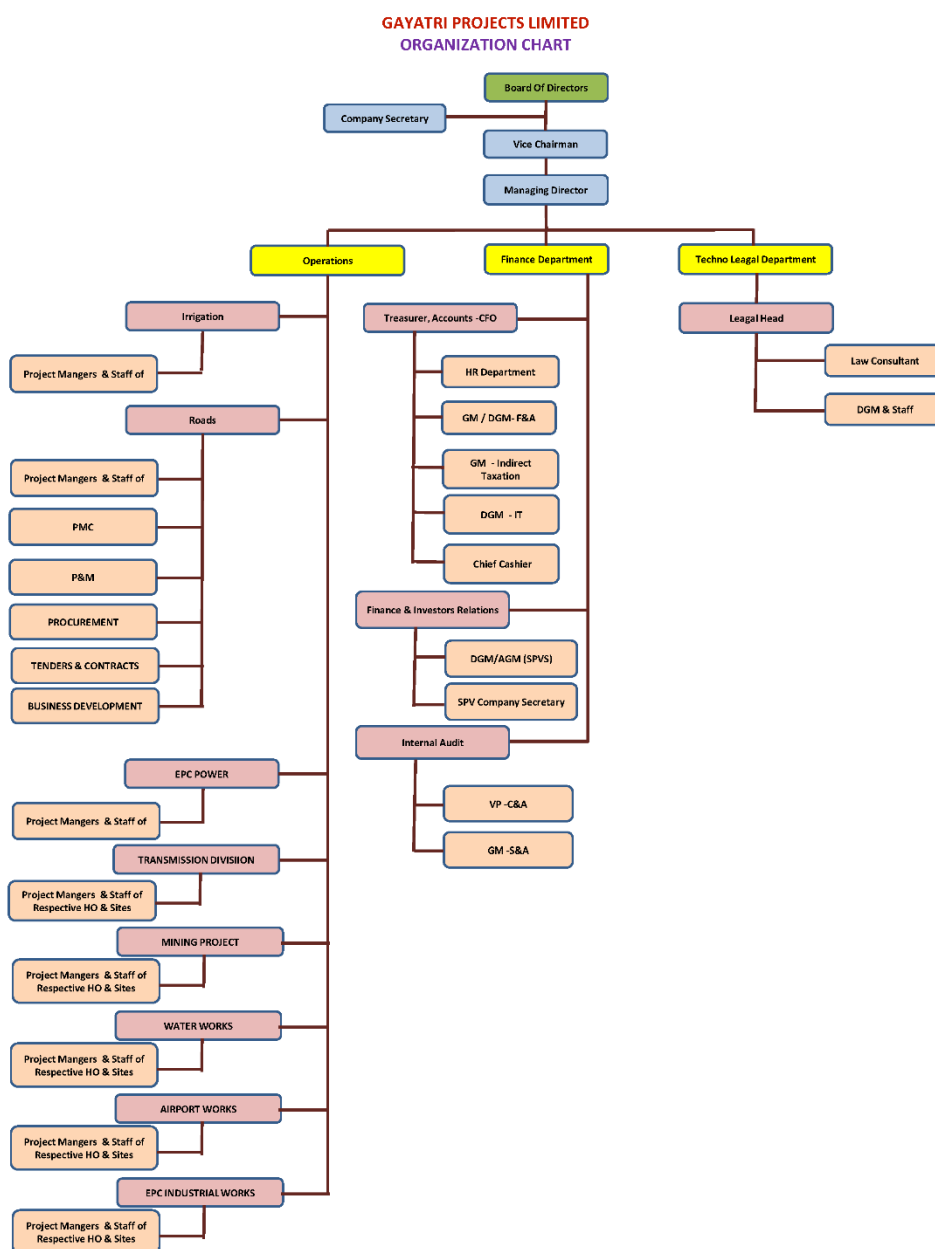 GAYATRI PROJECTS LIMITED
ORGANIZATION CHART
Board Of Directors
Company Secretary
Vice Chairman
Managing Director
Operations
Finance Department
Techno Leagal Department
Irrigation
Project Mangers & Staff of
Roads
Project Mangers & Staff of
PMC
P&M
PROCUREMENT
TENDERS & CONTRACTS
BUSINESS DEVELOPMENT
EPC POWER
Project Mangers & Staff of
TRANSMISSION DIVISIION
Project Mangers & Staff of
Respective HO & Sites
MINING PROJECT
Project Mangers & Staff of
Respective HO & Sites
WATER WORKS
Project Mangers & Staff of
Respective HO & Sites
AIRPORT WORKS
Project Mangers & Staff of
Respective HO & Sites
EPC INDUSTRIAL WORKS
Project Mangers & Staff of
Respective HO & Sites
Treasurer, Accounts -CFO
HR Department
GM / DGM- F&A
GM - Indirect
Taxation
DGM - IT
Chief Cashier
Finance & Investors Relations
DGM/AGM (SPVS)
SPV Company Secretary
Internal Audit
VP -C&A
GM -S&A
Leagal Head
Law Consultant
DGM & Staff